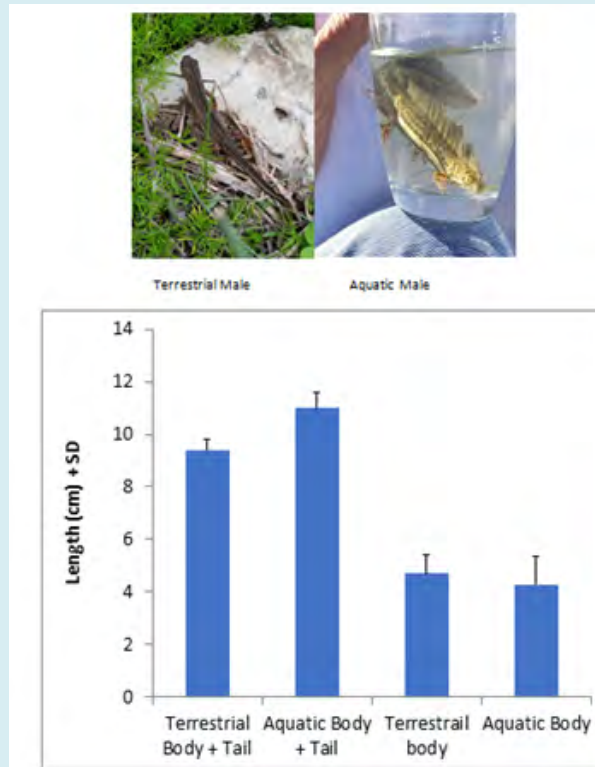 Terrestrial Male Aquatic Male
14
12
10
8
6
4
2
0
Length (cm) + SD
Terrestrial Aquatic Body Terrestrail Aquatic Body
Body + Tail + Tail body